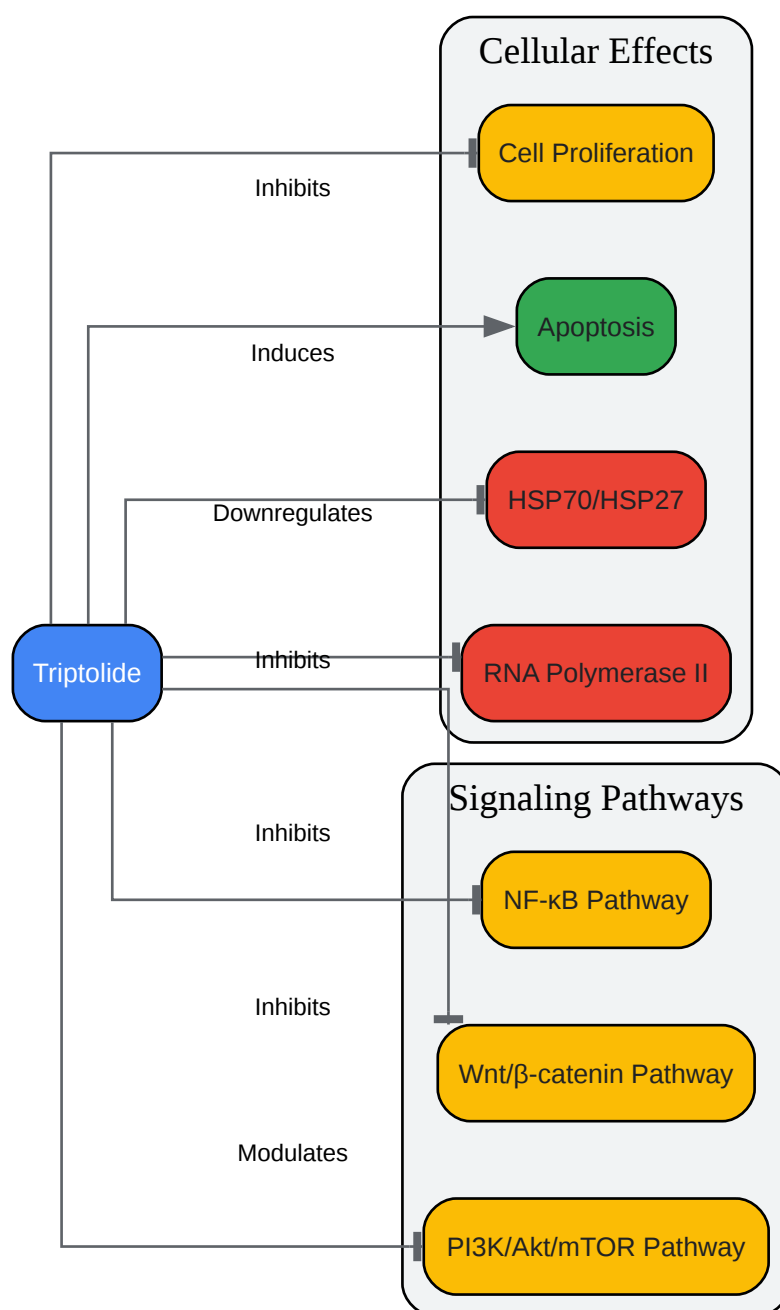 Cellular Effects
Cell Proliferation
Inhibits
Apoptosis
Induces
HSP70/HSP27
Downregulates
Triptolide
Inhibits
RNA Polymerase II
Signaling Pathways
Inhibits
NF-κB Pathway
Inhibits
Wnt/β-catenin Pathway
Modulates
PI3K/Akt/mTOR Pathway